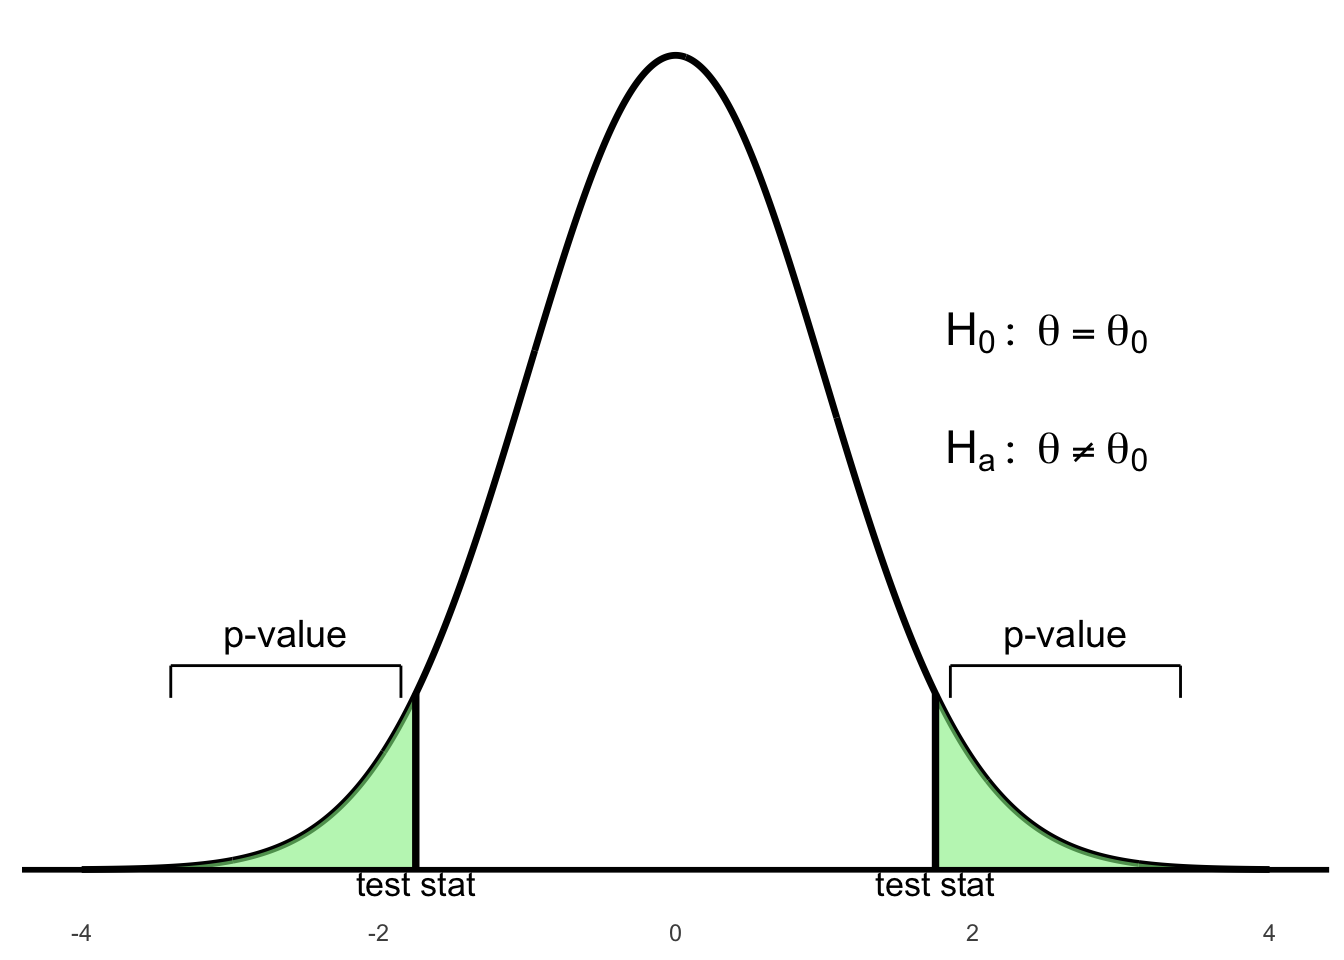 H₀ : θ = θ₀
Hₐ : θ ≠ θ₀
p-value p-value
test stat test stat
-4 -2 0 2 4